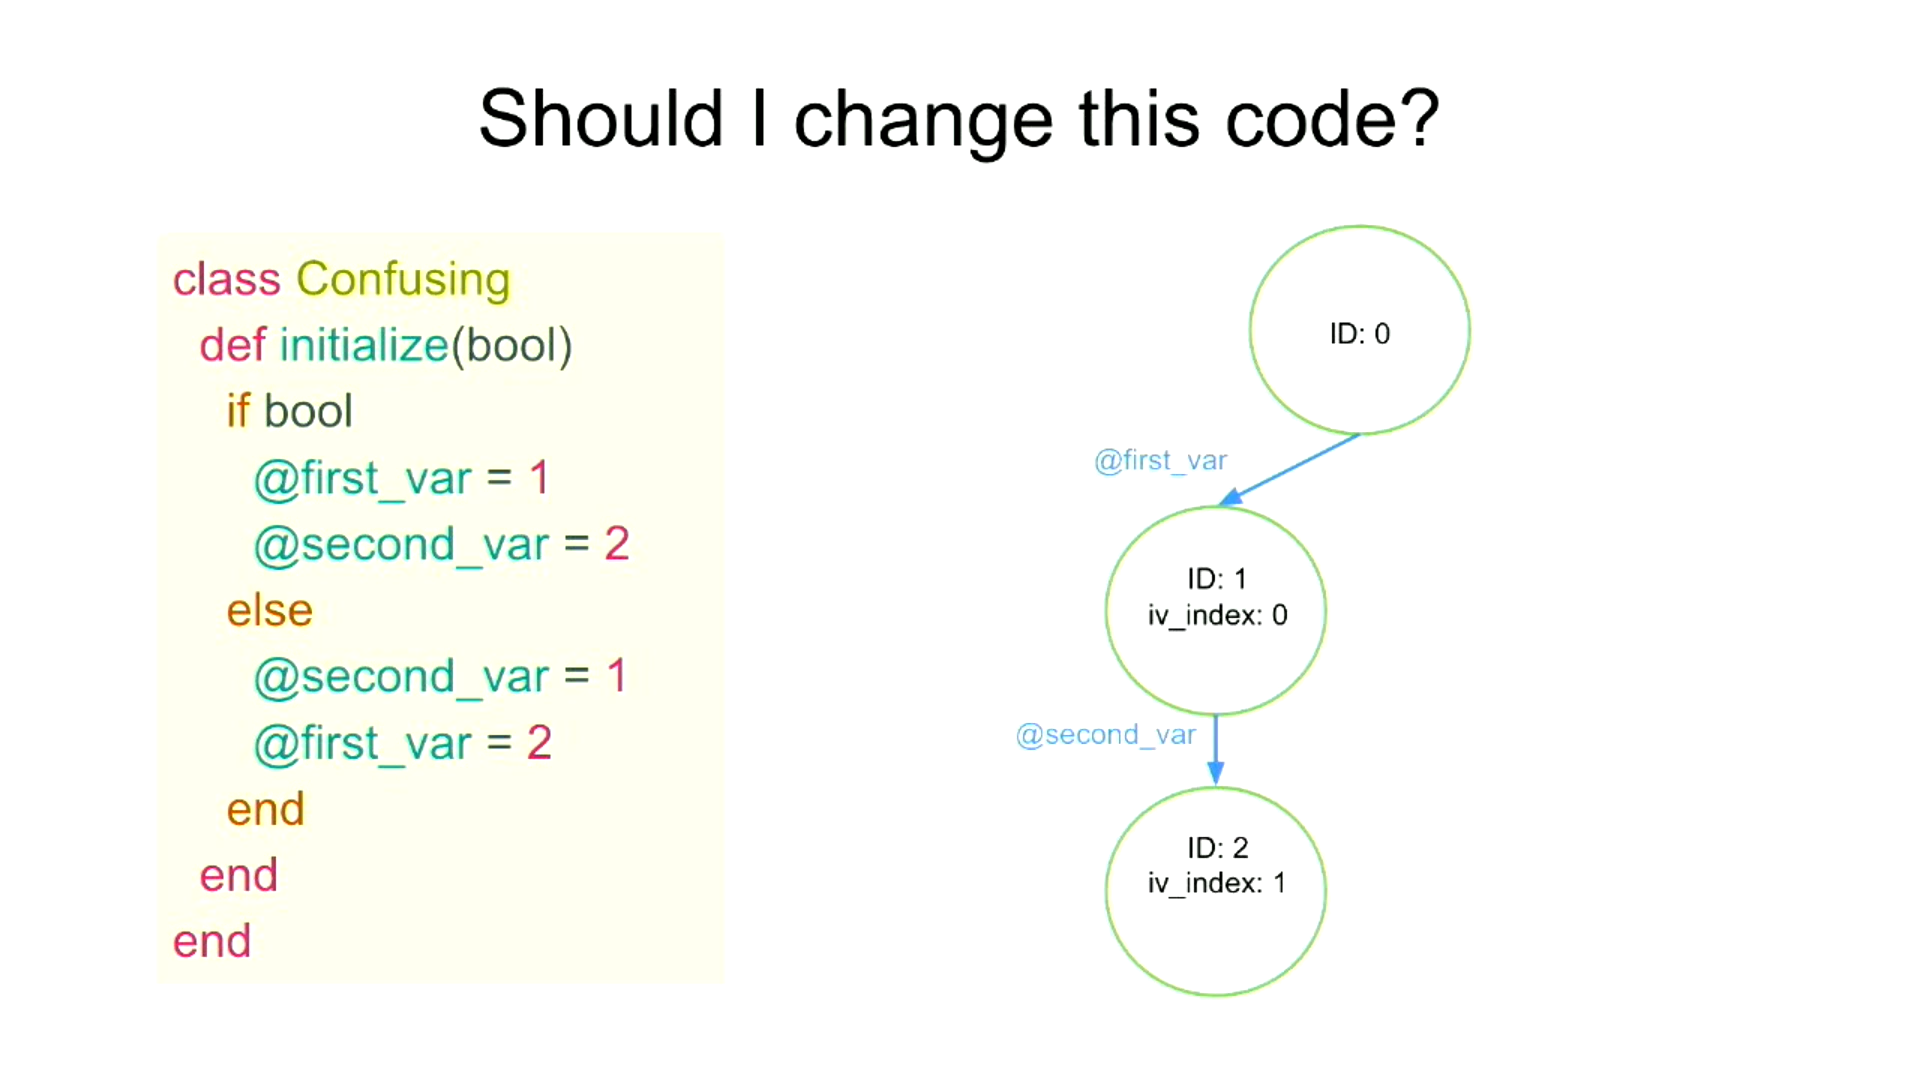 Should I change this code?
class Confusing
def initialize(bool)
if bool
@first_var = 1
@second_var = 2
else
@second_var = 1
@first_var = 2
end
end
end
ID: 0
@first_var
ID: 1
iv_index: 0
@second_var
ID: 2
iv_index: 1